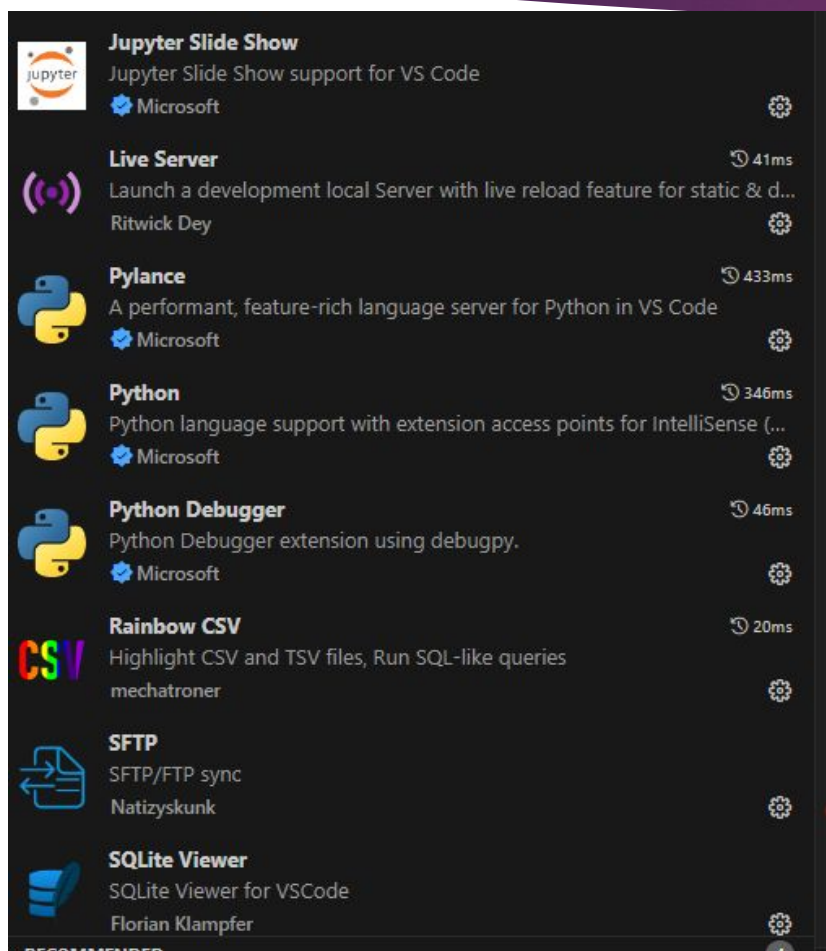 Jupyter Slide Show
jupyter
Jupyter Slide Show support for VS Code
Microsoft
Live Server 41ms
Launch a development local Server with live reload feature for static & d...
Ritwick Dey
Pylance 433ms
A performant, feature-rich language server for Python in VS Code
Microsoft
Python 346ms
Python language support with extension access points for IntelliSense (...
Microsoft
Python Debugger 46ms
Python Debugger extension using debugpy.
Microsoft
Rainbow CSV 20ms
CSV
Highlight CSV and TSV files, Run SQL-like queries
mechatroner
SFTP
SFTP/FTP sync
Natizyskunk
SQLite Viewer
SQLite Viewer for VSCode
Florian Klampfer
RECOMMENDED